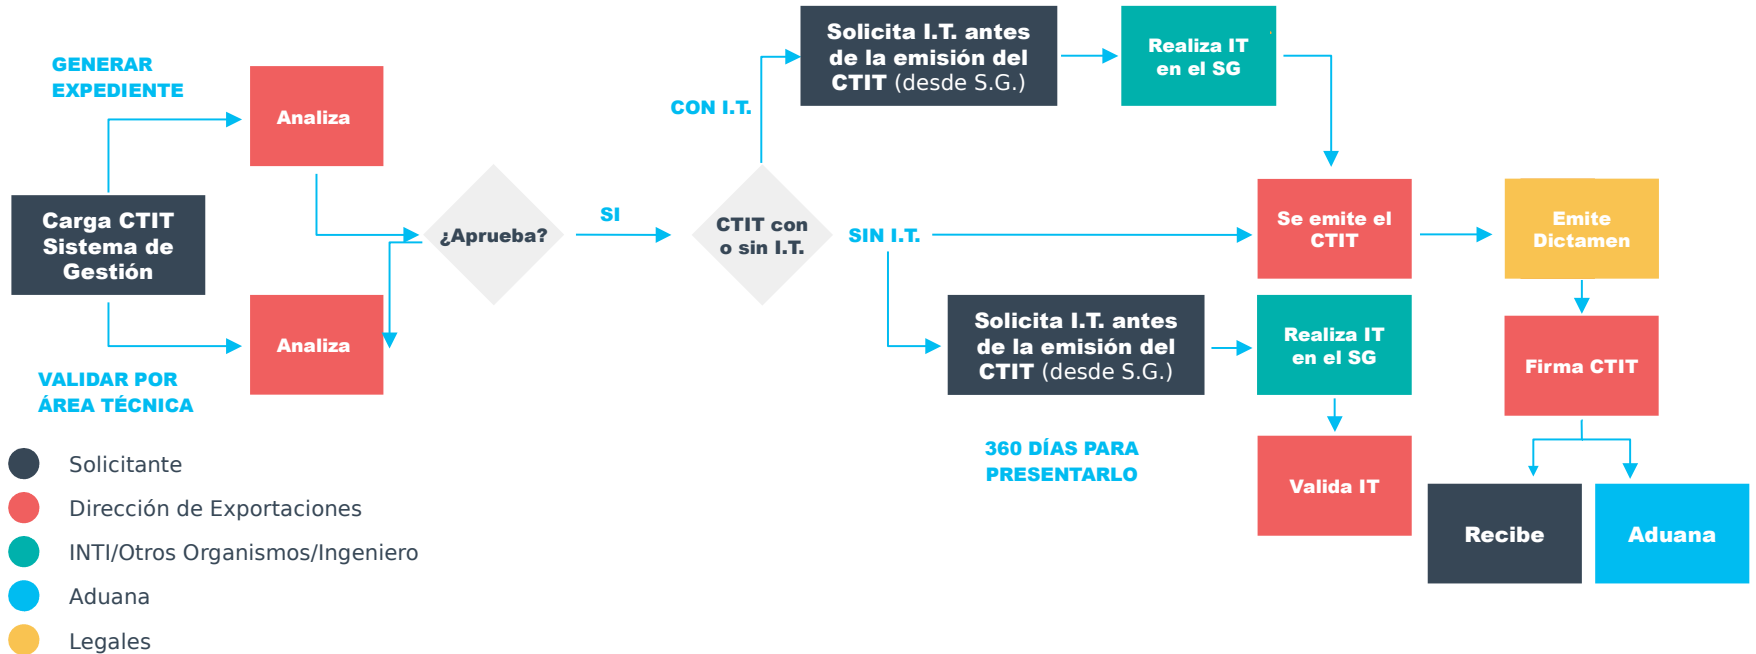 GENERAR
EXPEDIENTE
Analiza
Carga CTIT
Sistema de
Gestión
Analiza
VALIDAR POR
ÁREA TÉCNICA
¿Aprueba?
SI
CTIT con
o sin I.T.
CON I.T.
Solicita I.T. antes
de la emisión del
CTIT (desde S.G.)
Realiza IT
en el SG
SIN I.T.
Se emite el
CTIT
Emite
Dictamen
Solicita I.T. antes
de la emisión del
CTIT (desde S.G.)
Realiza IT
en el SG
Firma CTIT
360 DÍAS PARA
PRESENTARLO
Valida IT
Recibe
Aduana
Solicitante
Dirección de Exportaciones
INTI/Otros Organismos/Ingeniero
Aduana
Legales